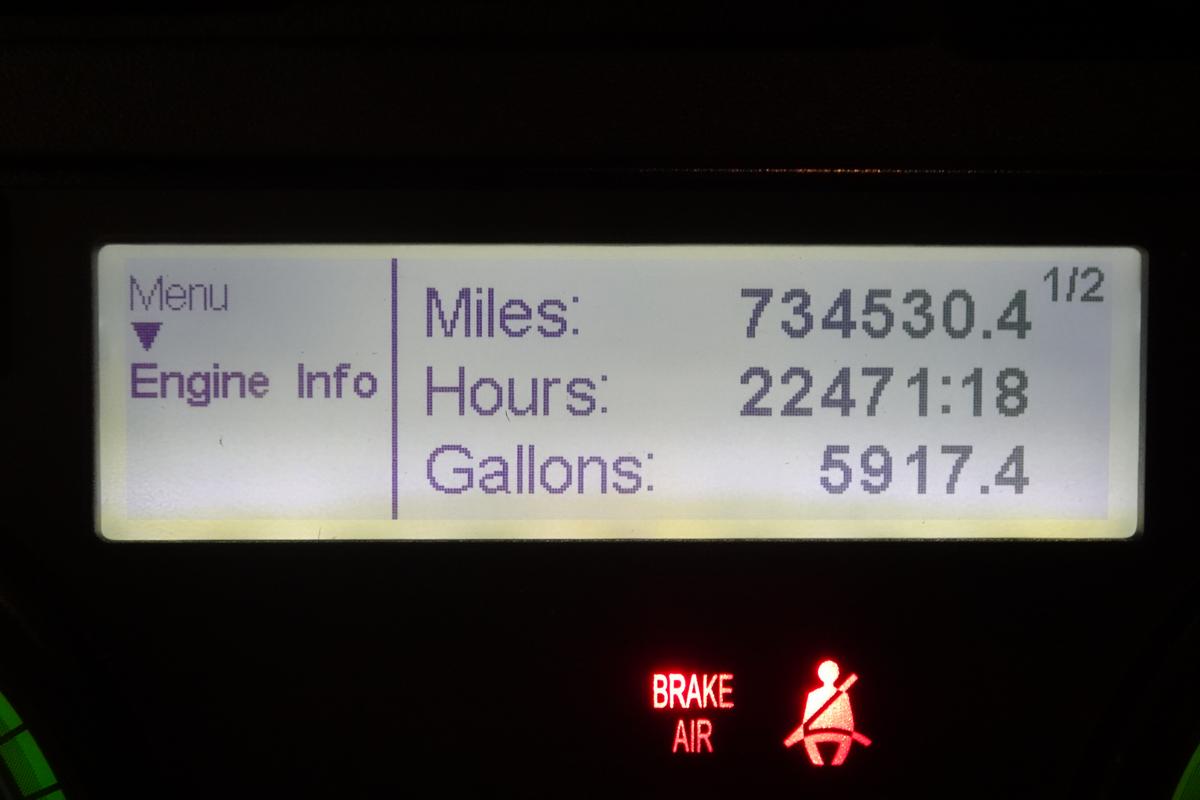 Menu
Engine Info
Miles: 734530.4
Hours: 22471:18
Gallons: 5917.4
1/2
BRAKE
AIR